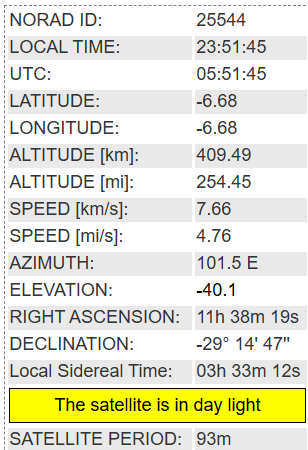 NORAD ID: 25544
LOCAL TIME: 23:51:45
UTC: 05:51:45
LATITUDE: -6.68
LONGITUDE: -6.68
ALTITUDE [km]: 409.49
ALTITUDE [mi]: 254.45
SPEED [km/s]: 7.66
SPEED [mi/s]: 4.76
AZIMUTH: 101.5 E
ELEVATION: -40.1
RIGHT ASCENSION: 11h 38m 19s
DECLINATION: -29° 14' 47''
Local Sidereal Time: 03h 33m 12s
The satellite is in day light
SATELLITE PERIOD: 93m